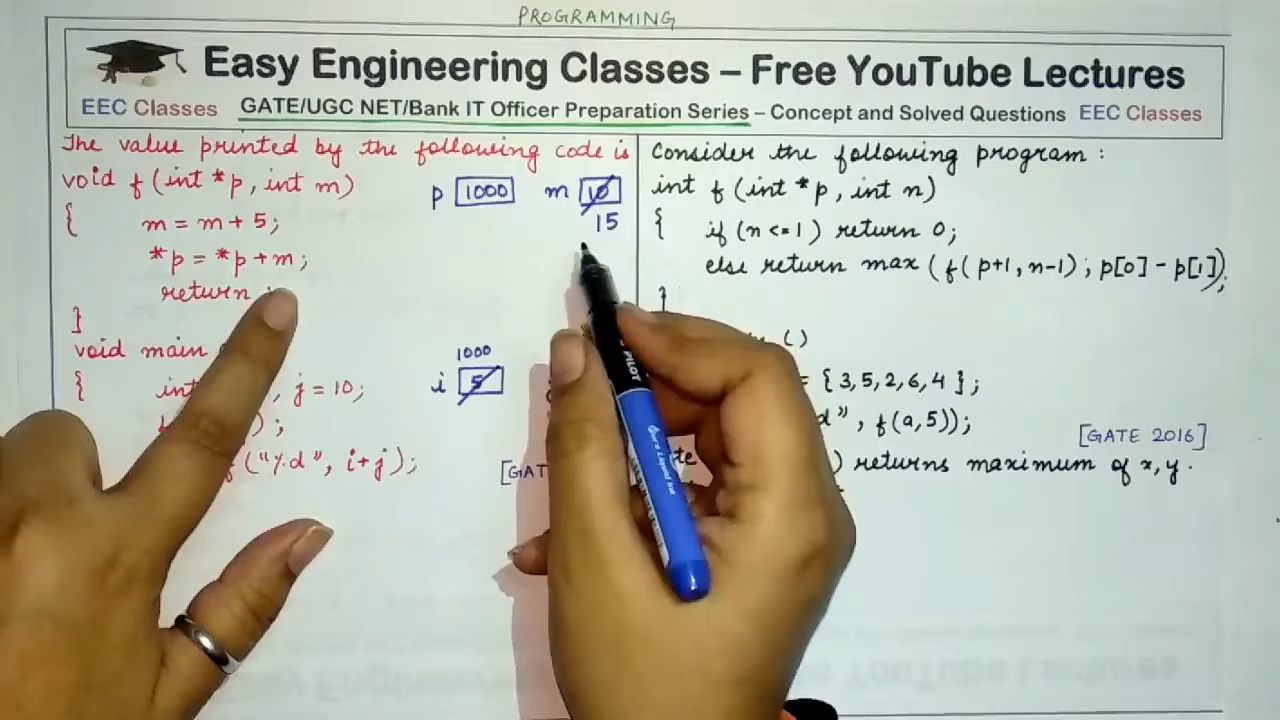 PROGRAMMING
Easy Engineering Classes – Free YouTube Lectures
EEC Classes GATE/UGC NET/Bank IT Officer Preparation Series – Concept and Solved Questions EEC Classes
The value printed by the following code is
void f (int *p, int m)
{ m = m + 5;
*p = *p + m;
return
}
void main
{ int , j = 10;
);
f("%d", i+j);
p 1000 m 10
15
1000
i 5
[GAT
Consider the following program :
int f (int *p, int n)
{ if (n <= 1) return 0;
else return max (f( p+1, n-1) ; p[0] - p[1]);
}
()
= { 3, 5, 2, 6, 4 };
d", f(a,5));
[GATE 2016]
) returns maximum of x, y.
PILOT